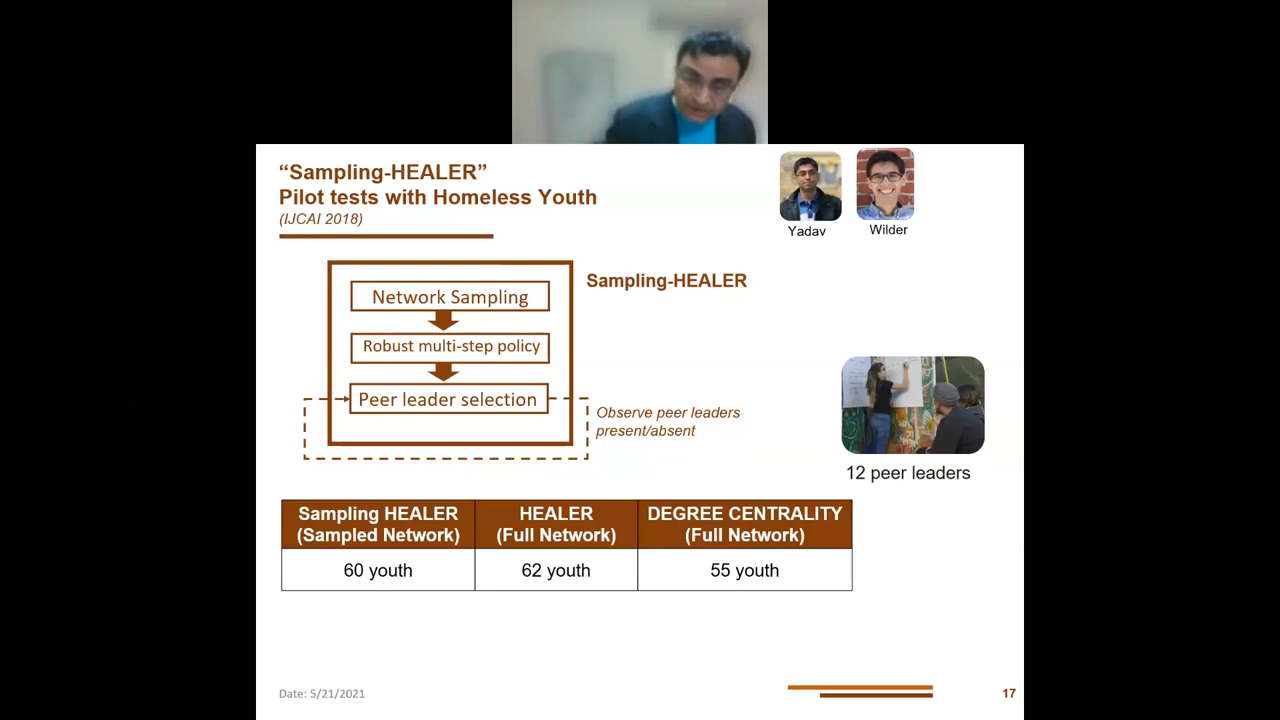 “Sampling-HEALER”
Pilot tests with Homeless Youth
(IJCAI 2018)
Yadav
Wilder
Network Sampling
Robust multi-step policy
Peer leader selection
Sampling-HEALER
Observe peer leaders
present/absent
12 peer leaders
Sampling HEALER
(Sampled Network)
HEALER
(Full Network)
DEGREE CENTRALITY
(Full Network)
60 youth
62 youth
55 youth
Date: 5/21/2021
17